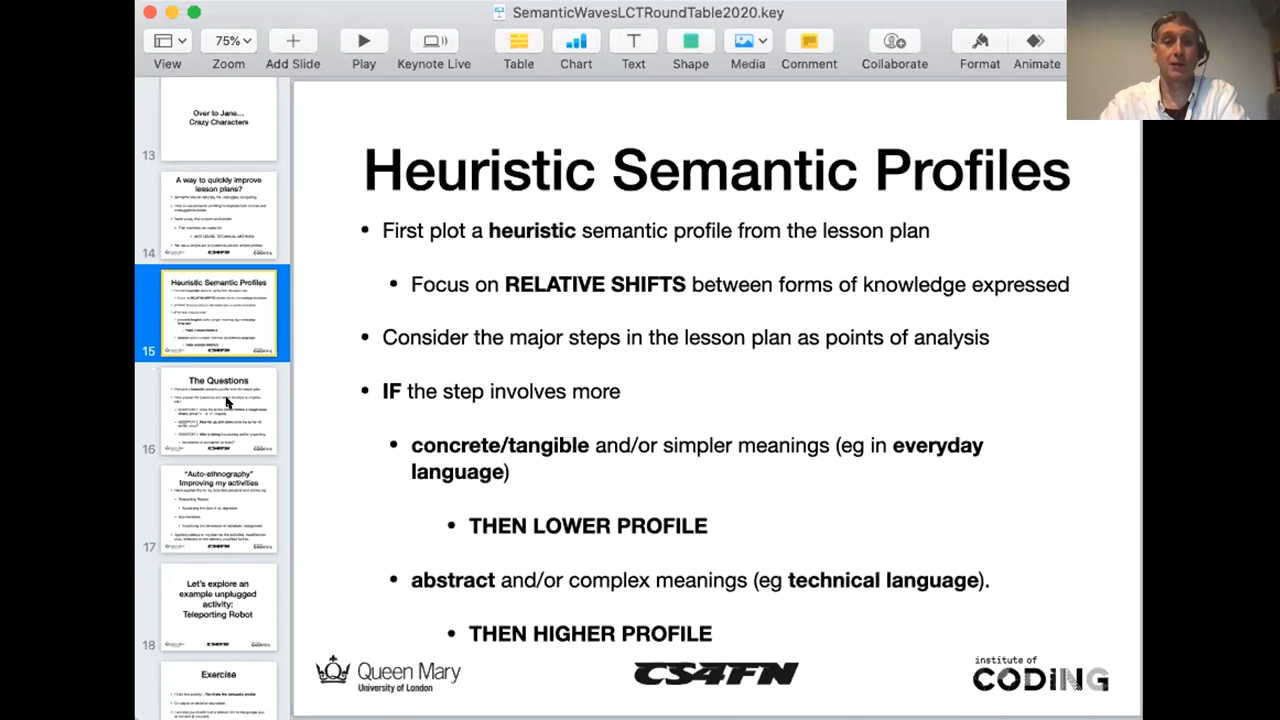 SemanticWavesLCTRoundTable2020.key
75%
View Zoom Add Slide Play Keynote Live Table Chart Text Shape Media Comment Collaborate Format Animate
Over to Jane...
Crazy Characters
13
A way to quickly improve
lesson plans?
14
Heuristic Semantic Profiles
15
The Questions
16
"Auto-ethnography"
Improving my activities
17
Let's explore an
example unplugged
activity:
Teleporting Robot
18
Exercise
Heuristic Semantic Profiles
• First plot a heuristic semantic profile from the lesson plan
• Focus on RELATIVE SHIFTS between forms of knowledge expressed
• Consider the major steps in the lesson plan as points of analysis
• IF the step involves more
• concrete/tangible and/or simpler meanings (eg in everyday
language)
• THEN LOWER PROFILE
• abstract and/or complex meanings (eg technical language).
• THEN HIGHER PROFILE
Queen Mary
University of London
CS4FN
institute of
CODING